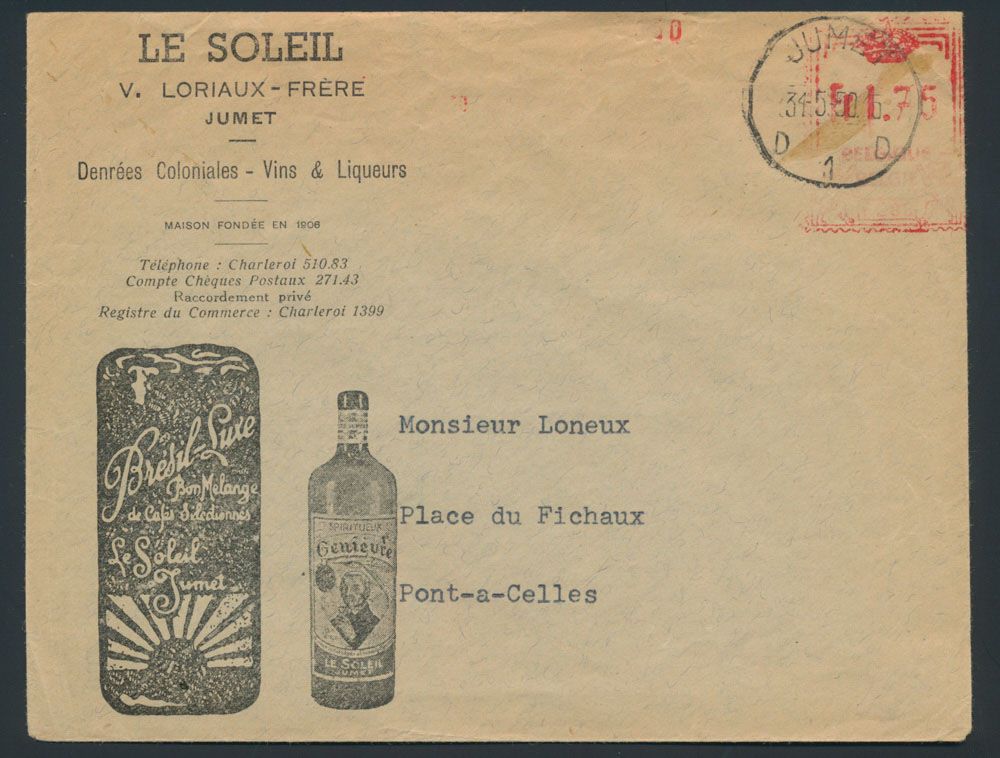 LE SOLEIL
V. LORIAUX-FRÈRE
JUMET
Denrées Coloniales - Vins & Liqueurs
MAISON FONDÉE EN 1906
Téléphone : Charleroi 510.83
Compte Chèques Postaux 271.43
Raccordement privé
Registre du Commerce : Charleroi 1399
JUMET
1.75
D 1 D
Brésil-Luxe
Bon Mélange
de Cafés Sélectionnés
Le Soleil
Jumet
SPIRITUEUX
Genièvre
LE SOLEIL
JUMET
Monsieur Loneux
Place du Fichaux
Pont-a-Celles